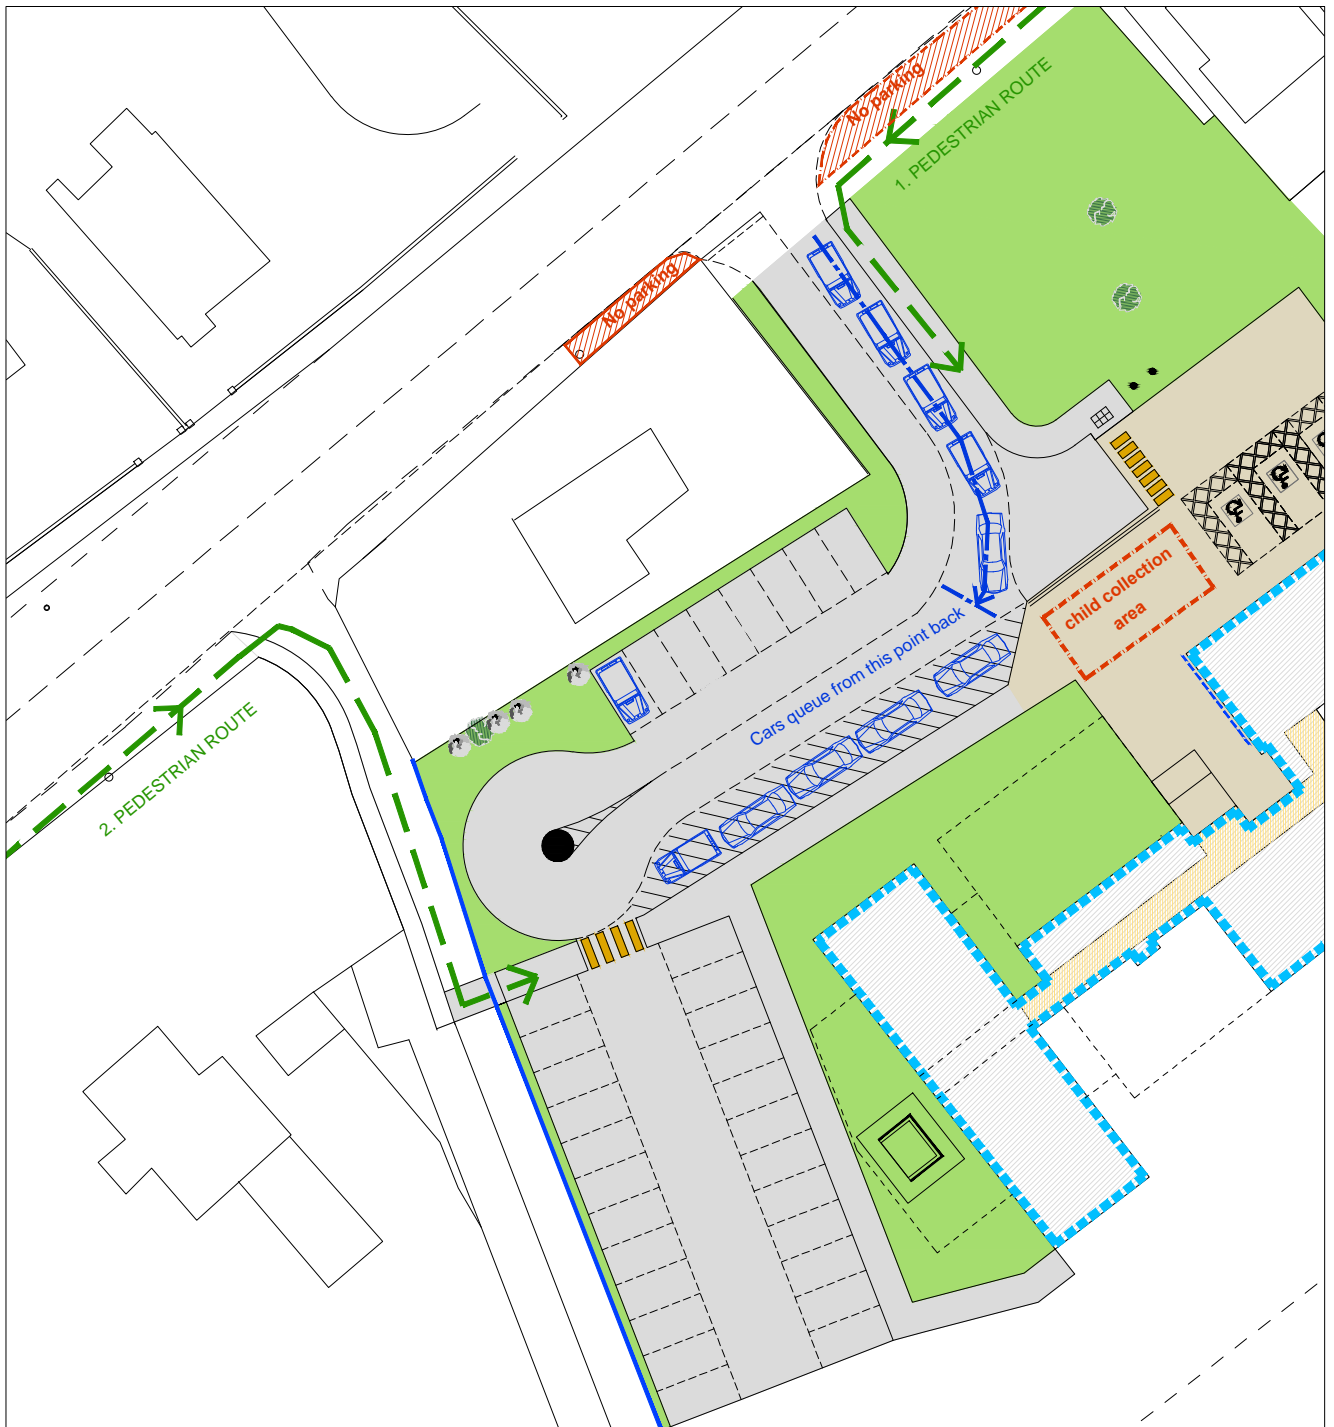 No parking
1. PEDESTRIAN ROUTE
No parking
child collection
area
Cars queue from this point back
2. PEDESTRIAN ROUTE